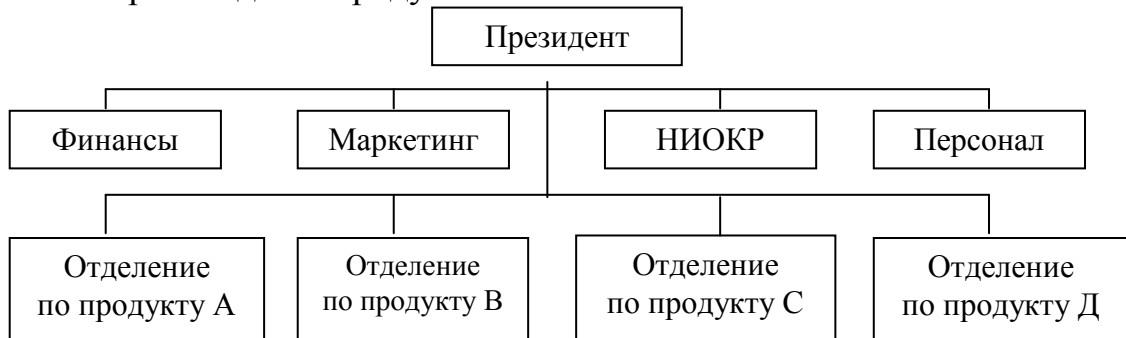 Президент
Финансы
Маркетинг
НИОКР
Персонал
Отделение
по продукту А
Отделение
по продукту В
Отделение
по продукту С
Отделение
по продукту Д